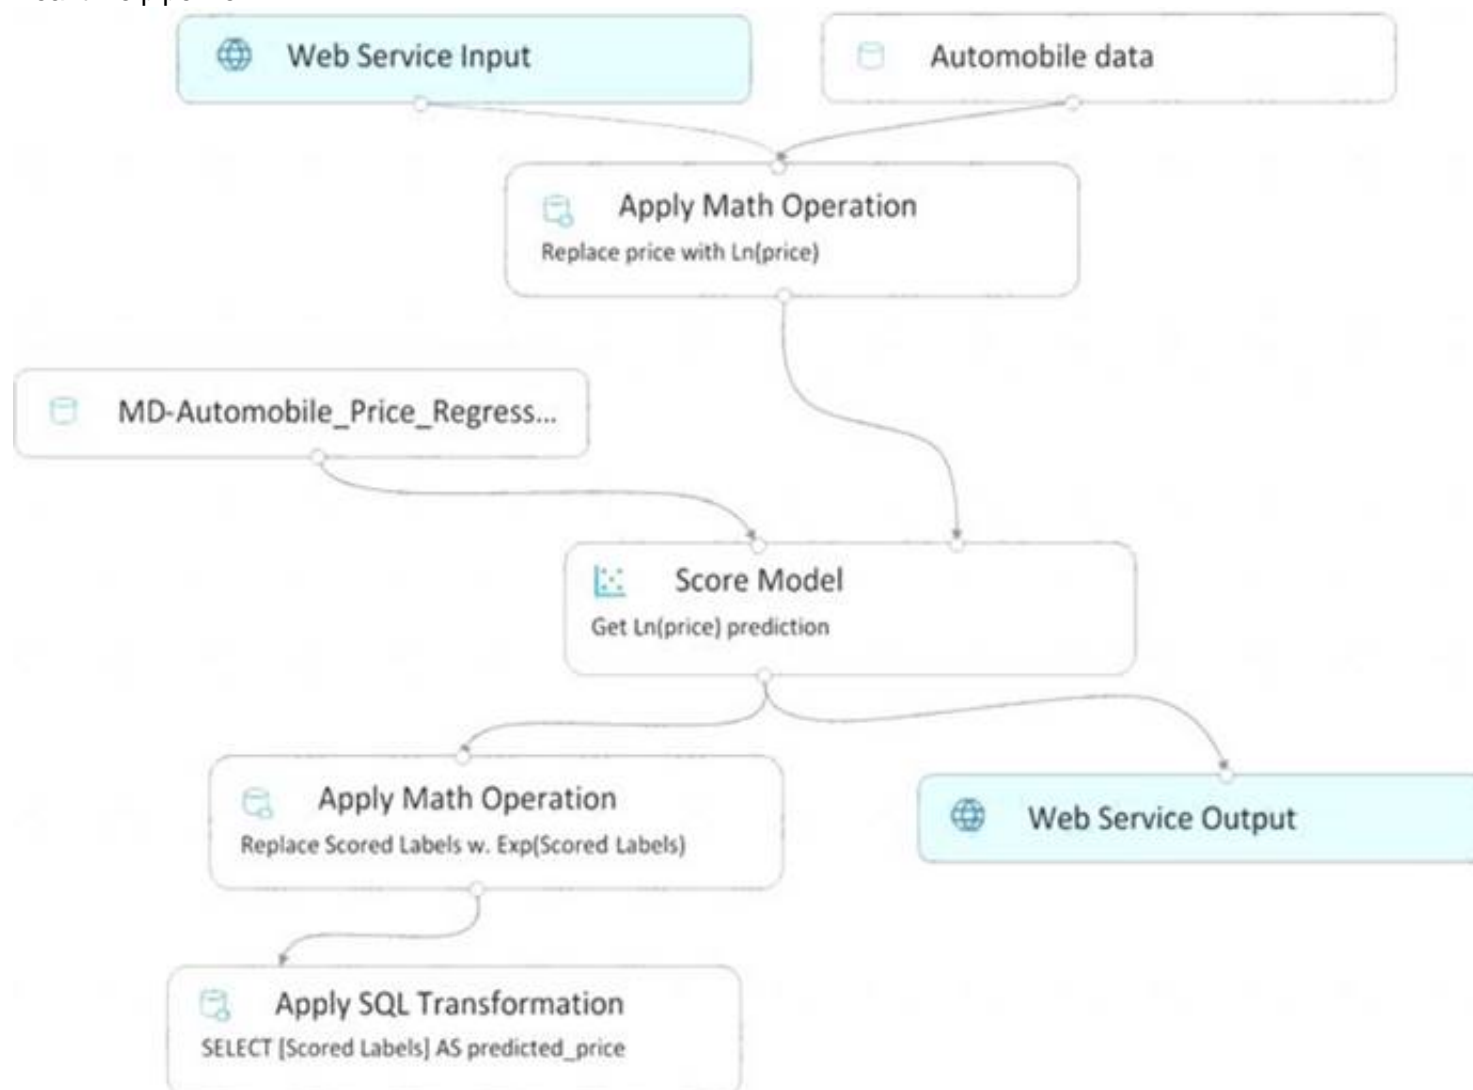 Web Service Input
Automobile data
Apply Math Operation
Replace price with Ln(price)
MD-Automobile_Price_Regress...
Score Model
Get Ln(price) prediction
Apply Math Operation
Replace Scored Labels w. Exp(Scored Labels)
Web Service Output
Apply SQL Transformation
SELECT [Scored Labels] AS predicted_price